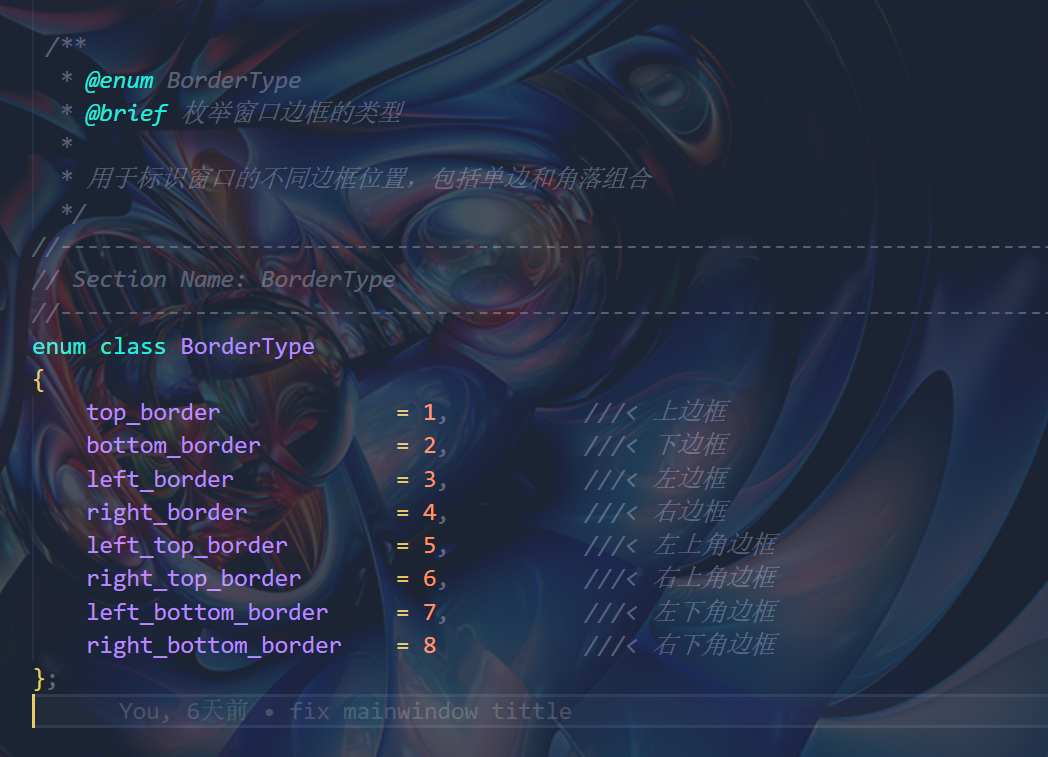 /**
* @enum BorderType
* @brief 枚举窗口边框的类型
*
* 用于标识窗口的不同边框位置，包括单边和角落组合
*/
//--------------------------------------------------------------------------
// Section Name: BorderType
//--------------------------------------------------------------------------
enum class BorderType
{
top_border = 1, ///< 上边框
bottom_border = 2, ///< 下边框
left_border = 3, ///< 左边框
right_border = 4, ///< 右边框
left_top_border = 5, ///< 左上角边框
right_top_border = 6, ///< 右上角边框
left_bottom_border = 7, ///< 左下角边框
right_bottom_border = 8 ///< 右下角边框
};
You, 6天前 • fix mainwindow tittle